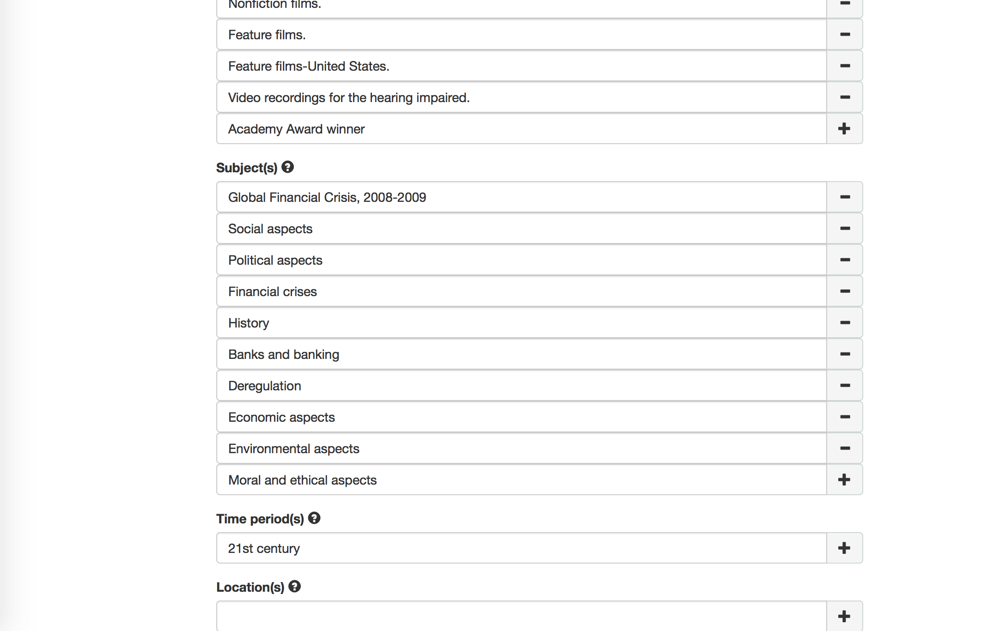 Nonfiction films.
Feature films.
Feature films-United States.
Video recordings for the hearing impaired.
Academy Award winner
Subject(s)
Global Financial Crisis, 2008-2009
Social aspects
Political aspects
Financial crises
History
Banks and banking
Deregulation
Economic aspects
Environmental aspects
Moral and ethical aspects
Time period(s)
21st century
Location(s)